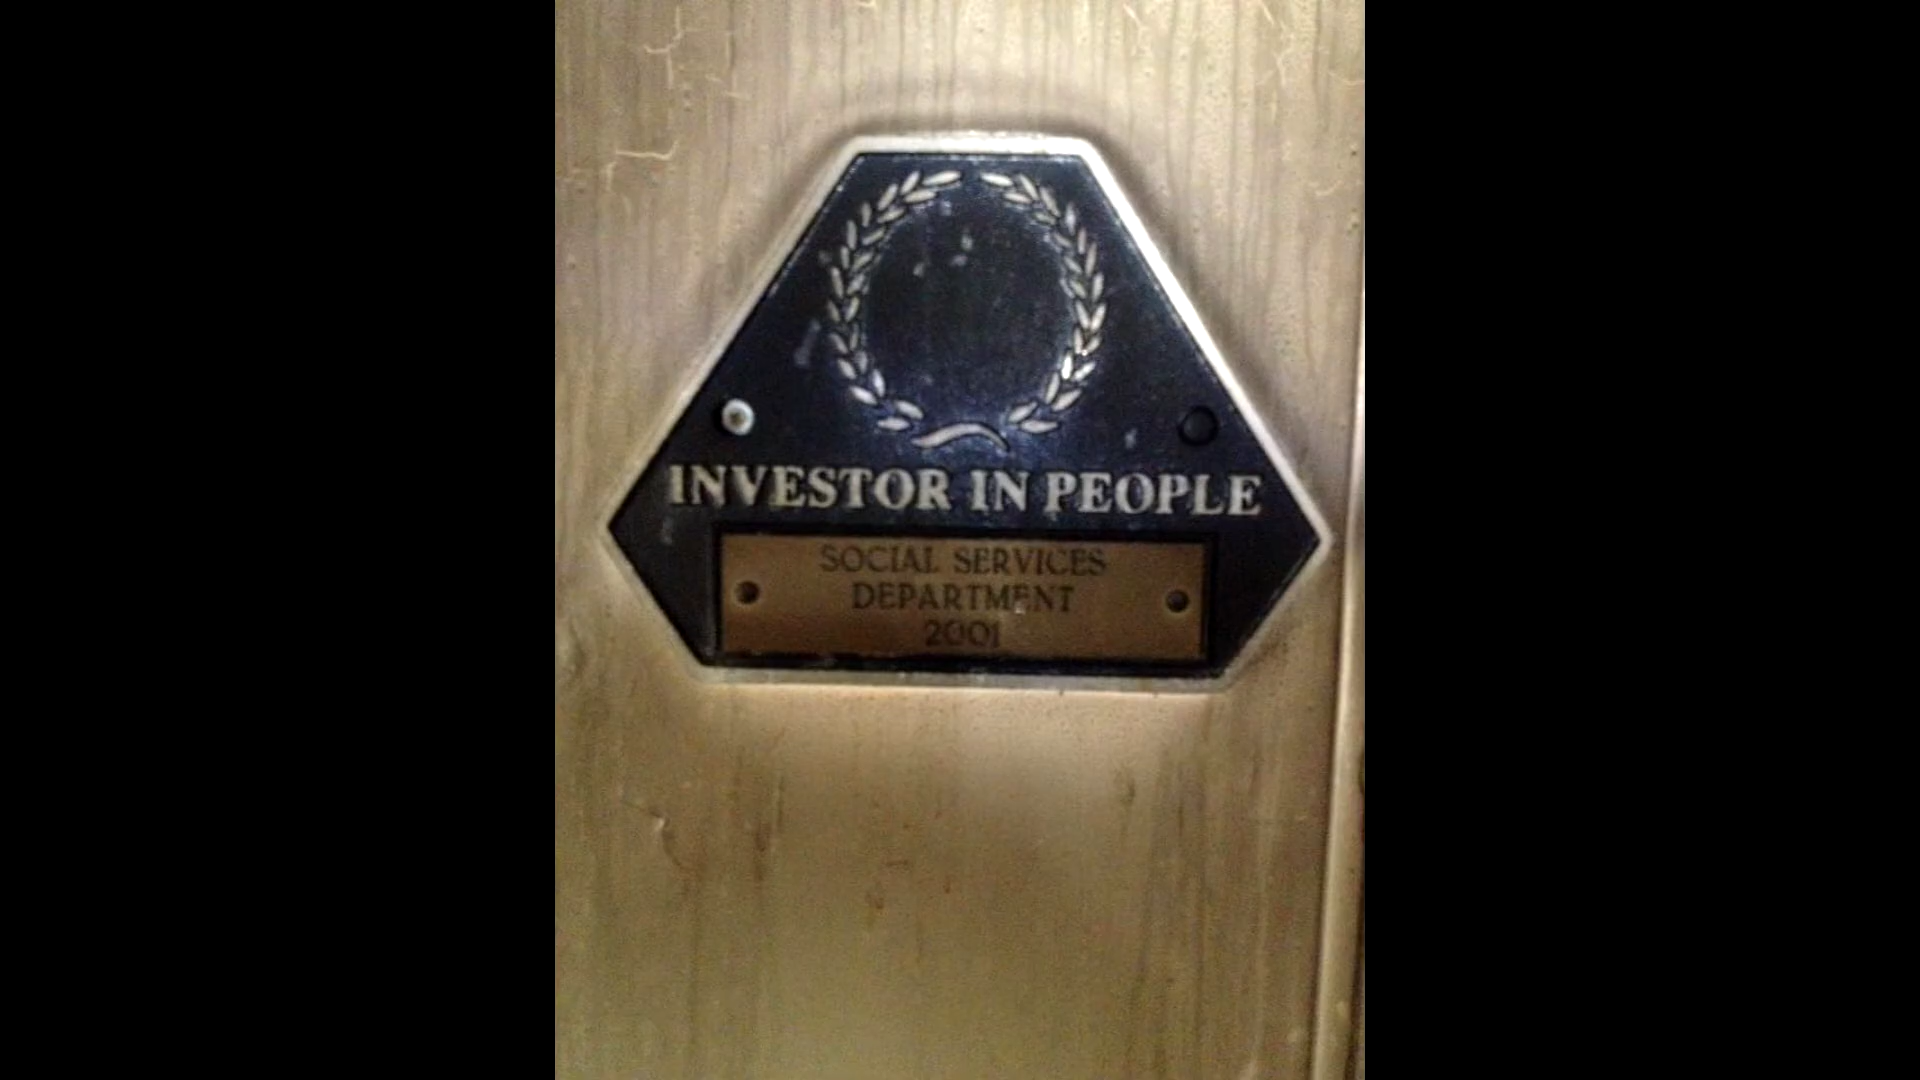 INVESTOR IN PEOPLE
SOCIAL SERVICES
DEPARTMENT
2001